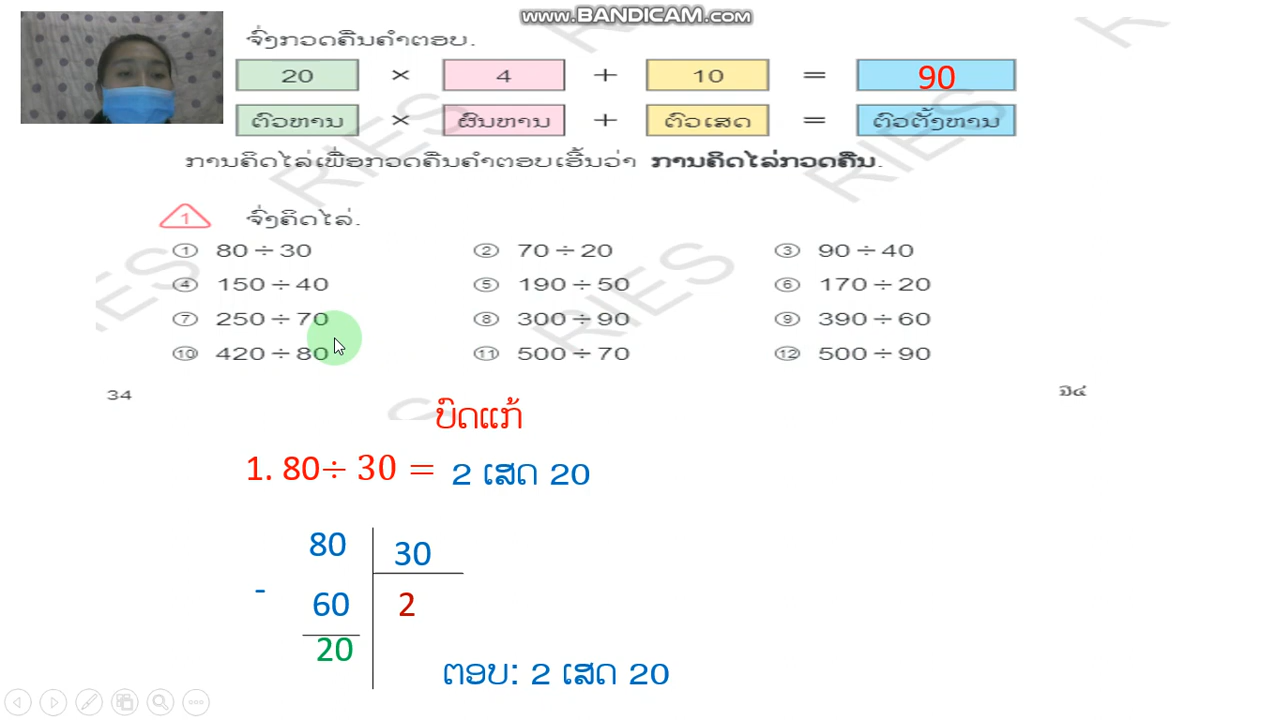 www.BANDICAM.com
ຈົ່ງກວດຄືນຄຳຕອບ.
20 × 4 + 10 = 90
ຕົວຫານ × ຜົນຫານ + ຕົວເສດ = ຕົວຕັ້ງຫານ
ການຄິດໄລ່ເພື່ອກວດຄືນຄຳຕອບເອີ້ນວ່າ ການຄິດໄລ່ກວດຄືນ.
1 ຈົ່ງຄິດໄລ່.
① 80 ÷ 30 ② 70 ÷ 20 ③ 90 ÷ 40
④ 150 ÷ 40 ⑤ 190 ÷ 50 ⑥ 170 ÷ 20
⑦ 250 ÷ 70 ⑧ 300 ÷ 90 ⑨ 390 ÷ 60
⑩ 420 ÷ 80 ⑪ 500 ÷ 70 ⑫ 500 ÷ 90
34 ປ໔
ບົດແກ້
1. 80÷ 30 = 2 ເສດ 20
80 30
- 60 2
20
ຕອບ: 2 ເສດ 20
RIES
RIES
RIES
RIES
RIES